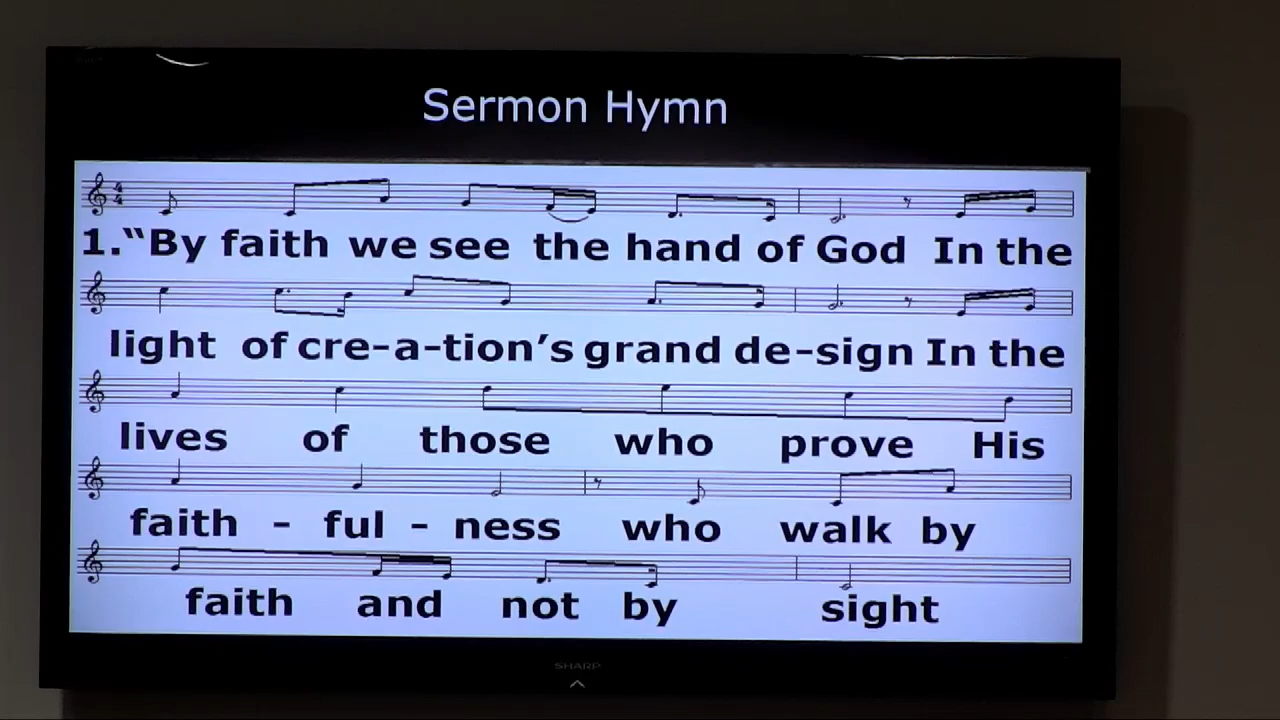 Sermon Hymn
4
4
1.“By faith we see the hand of God In the
light of cre-a-tion’s grand de-sign In the
lives of those who prove His
faith - ful - ness who walk by
faith and not by sight
SHARP